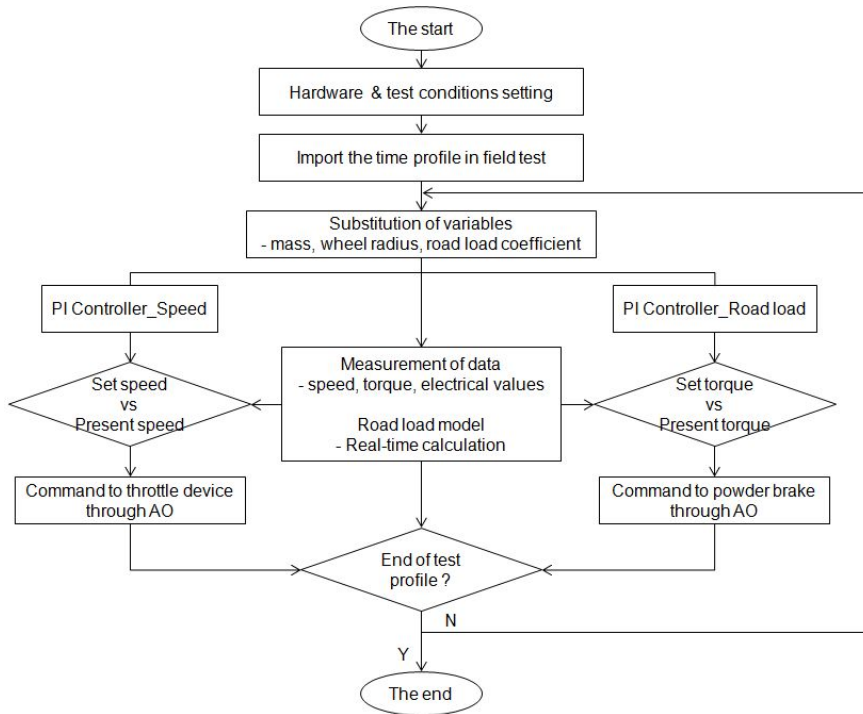 The start
Hardware & test conditions setting
Import the time profile in field test
Substitution of variables
- mass, wheel radius, road load coefficient
PI Controller_Speed
PI Controller_Road load
Set speed
vs
Present speed
Measurement of data
- speed, torque, electrical values
Road load model
- Real-time calculation
Set torque
vs
Present torque
Command to throttle device
through AO
Command to powder brake
through AO
End of test
profile ?
N
Y
The end